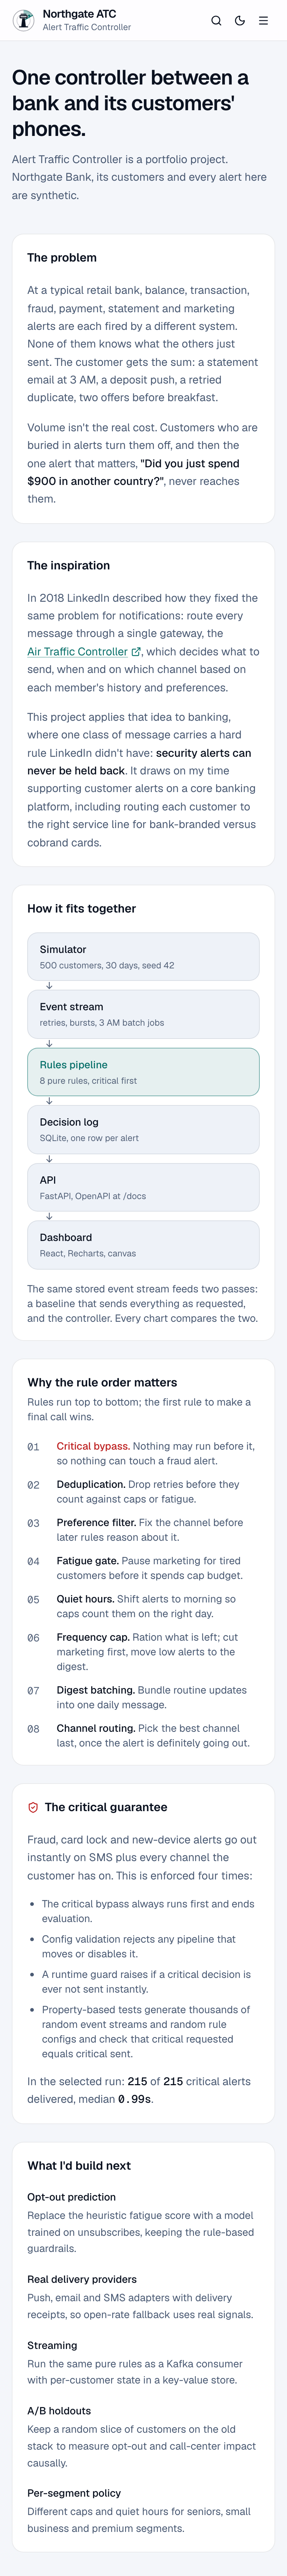 Northgate ATC
Alert Traffic Controller
One controller between a
bank and its customers'
phones.
Alert Traffic Controller is a portfolio project.
Northgate Bank, its customers and every alert here
are synthetic.
The problem
At a typical retail bank, balance, transaction,
fraud, payment, statement and marketing
alerts are each fired by a different system.
None of them knows what the others just
sent. The customer gets the sum: a statement
email at 3 AM, a deposit push, a retried
duplicate, two offers before breakfast.
Volume isn't the real cost. Customers who are
buried in alerts turn them off, and then the
one alert that matters, "Did you just spend
$900 in another country?", never reaches
them.
The inspiration
In 2018 LinkedIn described how they fixed the
same problem for notifications: route every
message through a single gateway, the
Air Traffic Controller, which decides what to
send, when and on which channel based on
each member's history and preferences.
This project applies that idea to banking,
where one class of message carries a hard
rule LinkedIn didn't have: security alerts can
never be held back. It draws on my time
supporting customer alerts on a core banking
platform, including routing each customer to
the right service line for bank-branded versus
cobrand cards.
How it fits together
Simulator
500 customers, 30 days, seed 42
↓
Event stream
retries, bursts, 3 AM batch jobs
↓
Rules pipeline
8 pure rules, critical first
↓
Decision log
SQLite, one row per alert
↓
API
FastAPI, OpenAPI at /docs
↓
Dashboard
React, Recharts, canvas
The same stored event stream feeds two passes:
a baseline that sends everything as requested,
and the controller. Every chart compares the two.
Why the rule order matters
Rules run top to bottom; the first rule to make a
final call wins.
01 Critical bypass. Nothing may run before it,
so nothing can touch a fraud alert.
02 Deduplication. Drop retries before they
count against caps or fatigue.
03 Preference filter. Fix the channel before
later rules reason about it.
04 Fatigue gate. Pause marketing for tired
customers before it spends cap budget.
05 Quiet hours. Shift alerts to morning so
caps count them on the right day.
06 Frequency cap. Ration what is left; cut
marketing first, move low alerts to the
digest.
07 Digest batching. Bundle routine updates
into one daily message.
08 Channel routing. Pick the best channel
last, once the alert is definitely going out.
The critical guarantee
Fraud, card lock and new-device alerts go out
instantly on SMS plus every channel the
customer has on. This is enforced four times:
• The critical bypass always runs first and ends
evaluation.
• Config validation rejects any pipeline that
moves or disables it.
• A runtime guard raises if a critical decision is
ever not sent instantly.
• Property-based tests generate thousands of
random event streams and random rule
configs and check that critical requested
equals critical sent.
In the selected run: 215 of 215 critical alerts
delivered, median 0.99s.
What I'd build next
Opt-out prediction
Replace the heuristic fatigue score with a model
trained on unsubscribes, keeping the rule-based
guardrails.
Real delivery providers
Push, email and SMS adapters with delivery
receipts, so open-rate fallback uses real signals.
Streaming
Run the same pure rules as a Kafka consumer
with per-customer state in a key-value store.
A/B holdouts
Keep a random slice of customers on the old
stack to measure opt-out and call-center impact
causally.
Per-segment policy
Different caps and quiet hours for seniors, small
business and premium segments.